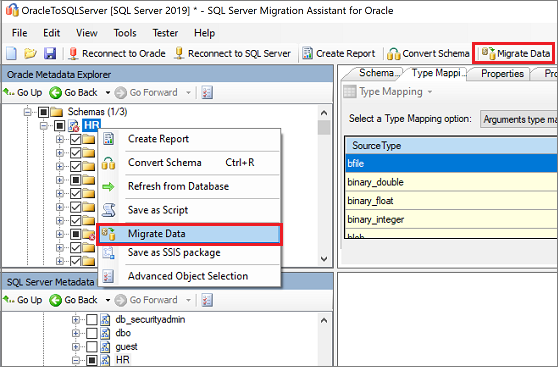 OracleToSQLServer [SQL Server 2019] * - SQL Server Migration Assistant for Oracle
File Edit View Tools Tester Help
Reconnect to Oracle Reconnect to SQL Server Create Report Convert Schema Migrate Data
Oracle Metadata Explorer
Go Up Go Back Go Forward
Schemas (1/3)
HR
Create Report
Convert Schema Ctrl+R
Refresh from Database
Save as Script
Migrate Data
Save as SSIS package
Advanced Object Selection
Schema... Type Mappi... Properties
Type Mapping
Select a Type Mapping option: Arguments type ma
SourceType
bfile
binary_double
binary_float
binary_integer
blob
SQL Server Metadata
Go Up Go Back Go Forward
db_securityadmin
dbo
guest
HR